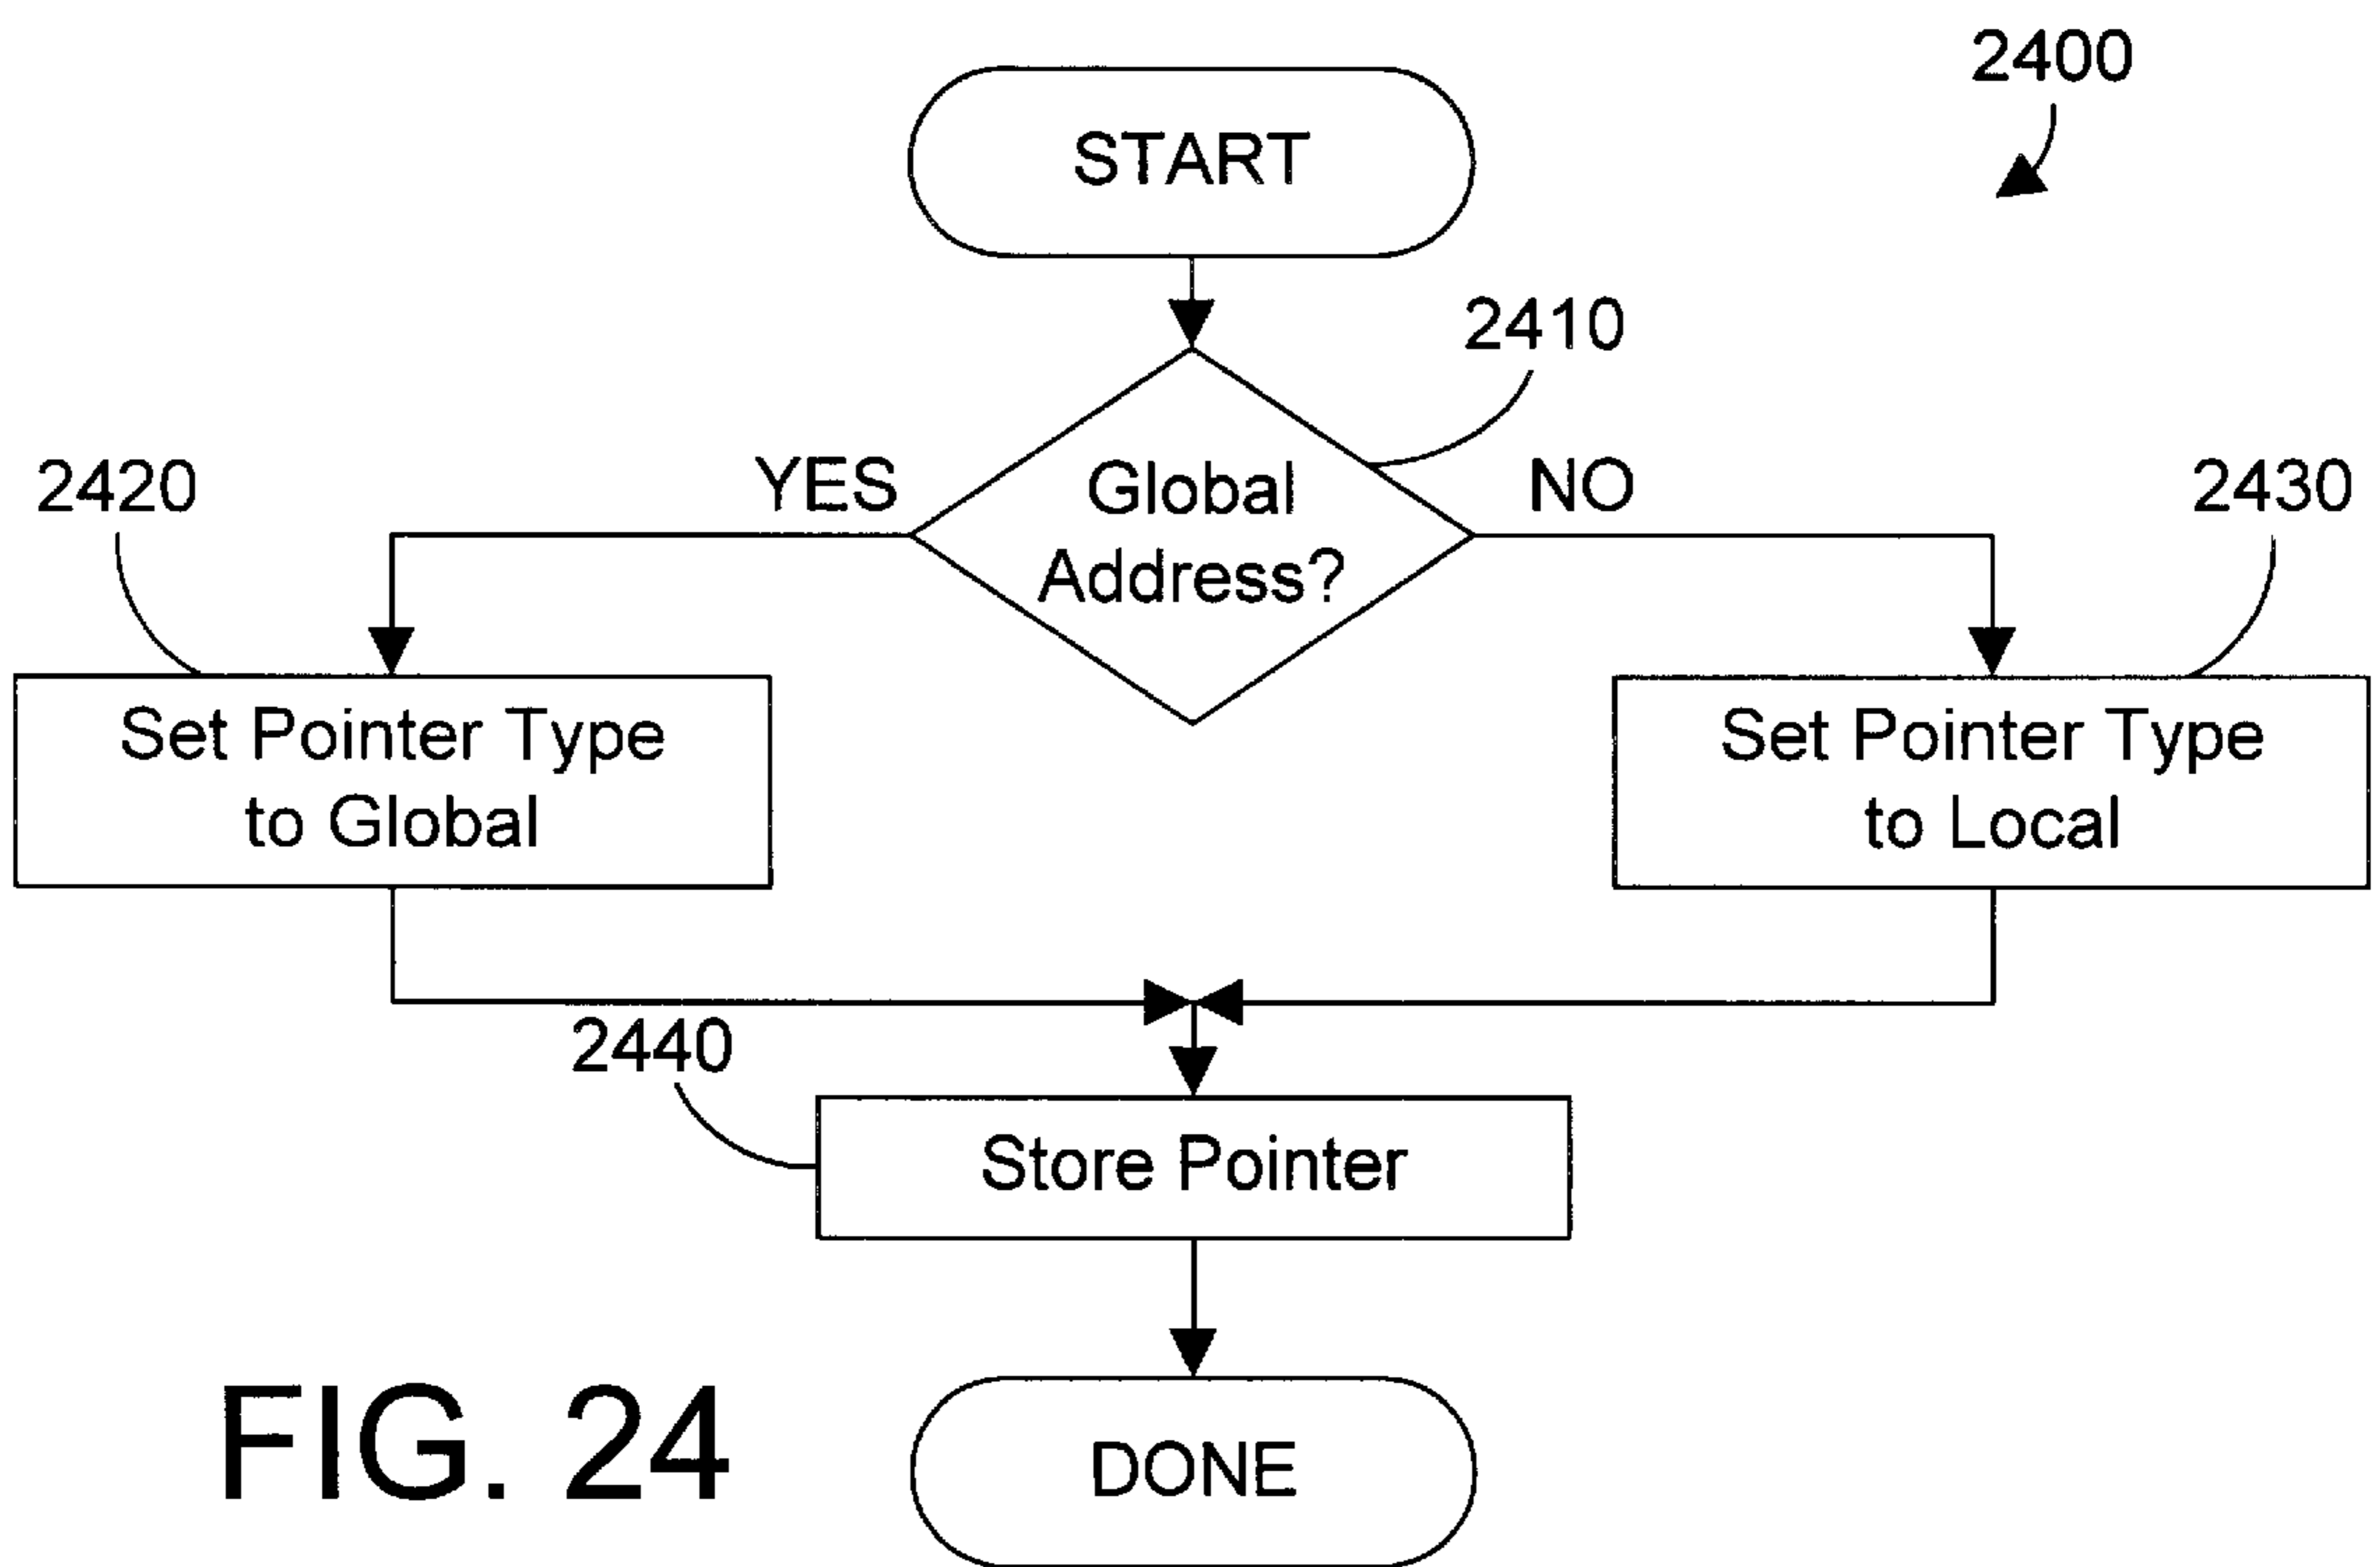 2400
START
2410
YES
Global
Address?
NO
2420
2430
Set Pointer Type
to Global
Set Pointer Type
to Local
2440
Store Pointer
DONE
FIG. 24